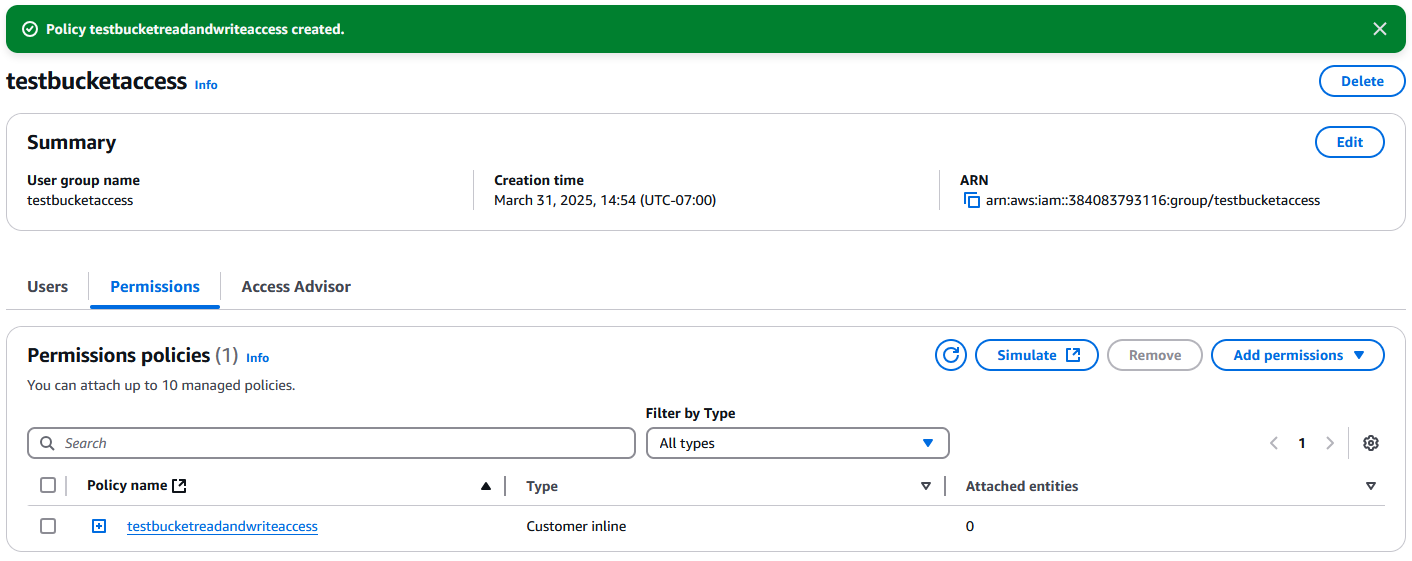 Policy testbucketreadandwriteaccess created.
testbucketaccess Info
Delete
Summary
Edit
User group name
testbucketaccess
Creation time
March 31, 2025, 14:54 (UTC-07:00)
ARN
arn:aws:iam::384083793116:group/testbucketaccess
Users
Permissions
Access Advisor
Permissions policies (1) Info
You can attach up to 10 managed policies.
Simulate
Remove
Add permissions
Filter by Type
Search
All types
1
Policy name
Type
Attached entities
testbucketreadandwriteaccess
Customer inline
0